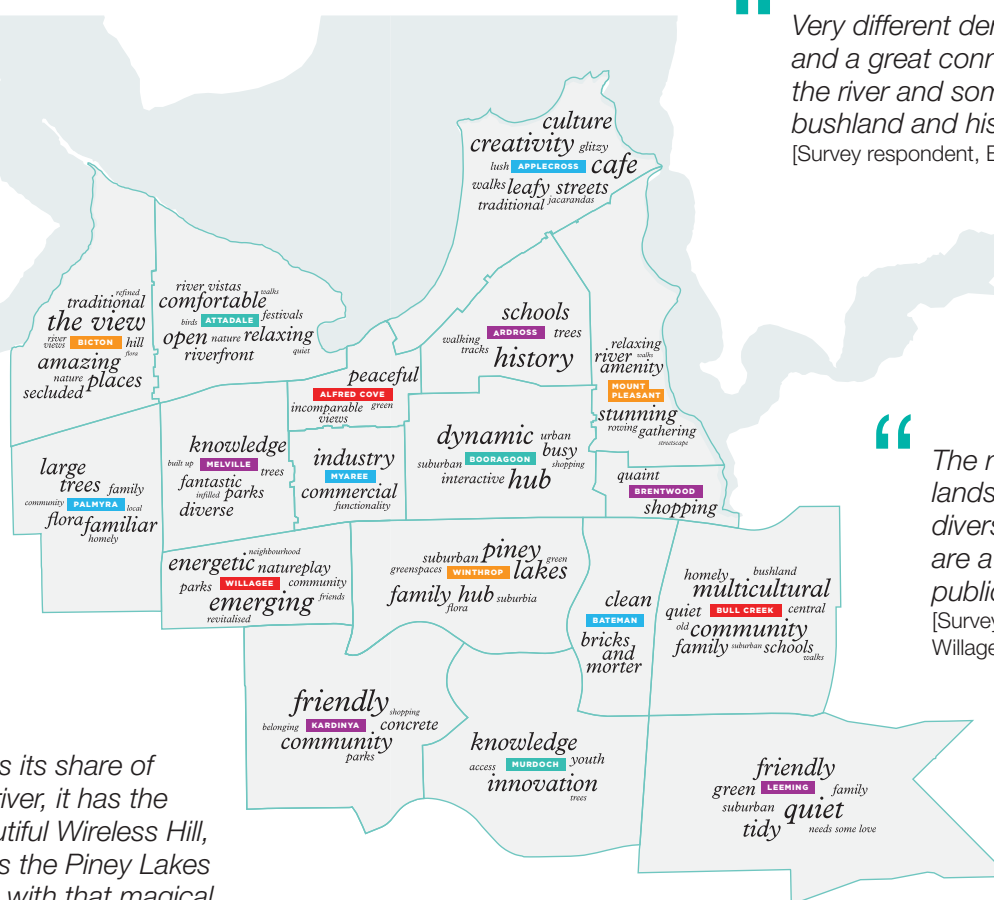 “
Very different de
and a great conn
the river and som
bushland and his
[Survey respondent, E
culture
creativity glitzy
lush APPLECROSS cafe
walks leafy streets
traditional jacarandas
refined
traditional
the view
river views BICTON hill
flora
amazing
nature places
secluded
river vistas
comfortable walks
birds ATTADALE festivals
open nature relaxing
riverfront quiet
schools
ARDROSS trees
walking
tracks history
relaxing
river walks
amenity
MOUNT
PLEASANT
stunning
rowing gathering
streetscape
peaceful
ALFRED COVE
incomparable green
views
knowledge
built up MELVILLE trees
fantastic
infilled parks
diverse
industry
MYAREE
commercial
functionality
dynamic urban
busy
suburban BOORAGOON shopping
interactive hub
quaint
BRENTWOOD
shopping
large
trees family
community PALMYRA local
flora familiar
homely
energetic neighbourhood
natureplay
parks WILLAGEE community
emerging friends
revitalised
suburban piney green
greenspaces WINTHROP lakes
family hub suburbia
flora
clean
BATEMAN
bricks
and
morter
homely bushland
multicultural
quiet BULL CREEK central
old community
family suburban schools
walks
friendly shopping
belonging KARDINYA concrete
community
parks
knowledge
access MURDOCH youth
innovation
trees
friendly
green LEEMING family
suburban quiet
tidy needs some love
“
The
lands
divers
are a
public
[Survey
Willage
s its share of
river, it has the
utiful Wireless Hill,
s the Piney Lakes
with that magical